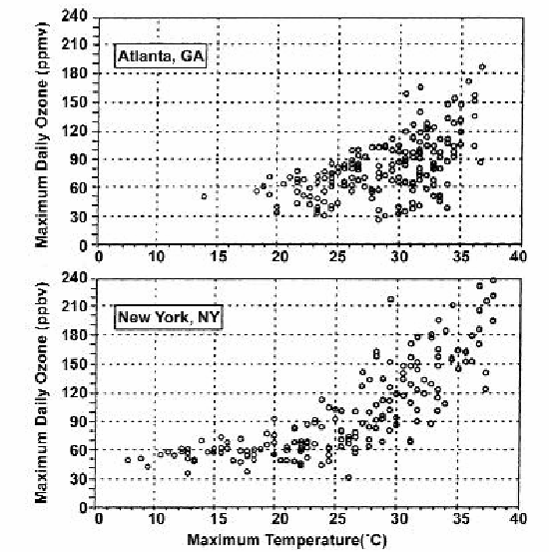 Maximum Daily Ozone (ppmv)
240
210
180
150
120
90
60
30
0
Atlanta, GA
0 10 15 20 25 30 35 40
Maximum Daily Ozone (ppbv)
240
210
180
150
120
90
60
30
0
New York, NY
0 10 15 20 25 30 35 40
Maximum Temperature(˚C)